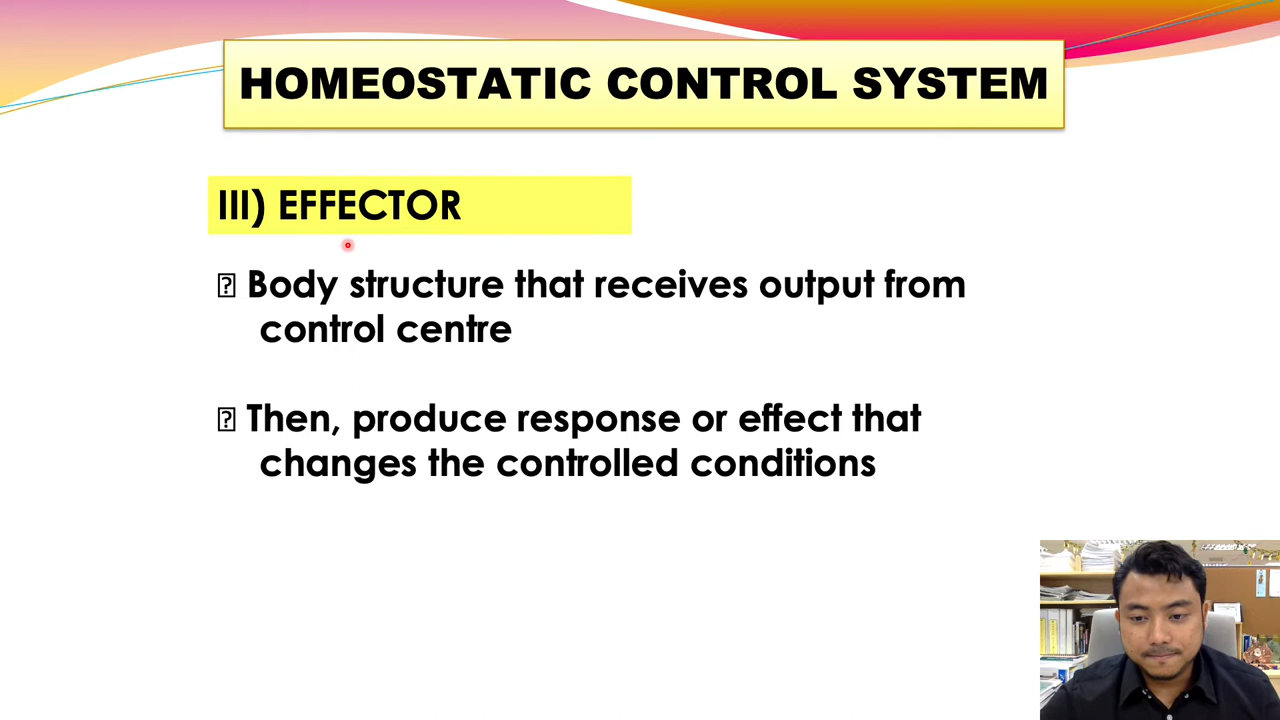 HOMEOSTATIC CONTROL SYSTEM
III) EFFECTOR
⍰ Body structure that receives output from
control centre
⍰ Then, produce response or effect that
changes the controlled conditions